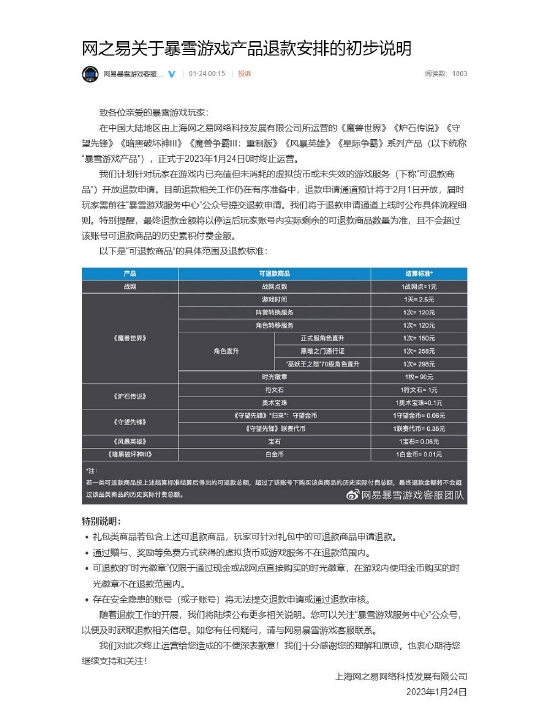 网之易关于暴雪游戏产品退款安排的初步说明
网易暴雪游戏客服... 01-24 00:15 投诉 阅读数：1803
致各位亲爱的暴雪游戏玩家：
在中国大陆地区由上海网之易网络科技发展有限公司所运营的《魔兽世界》《炉石传说》《守
望先锋》《暗黑破坏神III》《魔兽争霸III：重制版》《风暴英雄》《星际争霸》系列产品（以下统称
“暴雪游戏产品”），正式于2023年1月24日0时终止运营。
我们计划针对玩家在游戏内已充值但未消耗的虚拟货币或未失效的游戏服务（下称“可退款商
品”）开放退款申请。目前退款相关工作仍在有序准备中，退款申请通道预计将于2月1日开放，届时
玩家需前往“暴雪游戏服务中心”公众号提交退款申请。我们将于退款申请通道上线时公布具体流程细
则。特别提醒，最终退款金额将以停运后玩家账号内实际剩余的可退款商品数量为准，且不会超过
该账号可退款商品的历史累积付费金额。
以下是“可退款商品”的具体范围及退款标准：
产品 可退款商品 结算标准*
战网 战网点数 1战网点=1元
《魔兽世界》 游戏时间 1天= 2.5元
阵营转换服务 1次= 120元
角色转移服务 1次= 120元
角色直升 正式服角色直升 1次= 180元
黑暗之门通行证 1次= 258元
“巫妖王之怒”70级角色直升 1次= 298元
时光徽章 1枚= 90元
《炉石传说》 符文石 1符文石= 1元
奥术宝珠 1奥术宝珠=0.1元
《守望先锋》 《守望先锋》“归来”：守望金币 1守望金币= 0.06元
《守望先锋》联赛代币 1联赛代币= 0.35元
《风暴英雄》 宝石 1宝石= 0.06元
《暗黑破坏神III》 白金币 1白金币= 0.01元
*注：
若一类可退款商品按上述结算标准结算后得出的可退款总额，超过了该账号下购买该类商品的历史实际付费总额，最终退款金额将不会超
过该品类商品的历史实际付费总额。
网易暴雪游戏客服团队
特别说明：
• 礼包类商品若包含上述可退款商品，玩家可针对礼包中的可退款商品申请退款。
• 通过赠与、奖励等免费方式获得的虚拟货币或游戏服务不在退款范围内。
• 可退款的“时光徽章”仅限于通过现金或战网点直接购买的时光徽章，在游戏内使用金币购买的时
光徽章不在退款范围内。
• 存在安全隐患的账号（或子账号）将无法提交退款申请或通过退款审核。
随着退款工作的开展，我们将陆续公布更多相关说明。您可以关注“暴雪游戏服务中心”公众号，
以便及时获取退款相关信息。如您有任何疑问，请与网易暴雪游戏客服联系。
我们对此次终止运营给您造成的不便深表歉意！我们十分感谢您的理解和原谅，也衷心期待您
继续支持和关注！
上海网之易网络科技发展有限公司
2023年1月24日